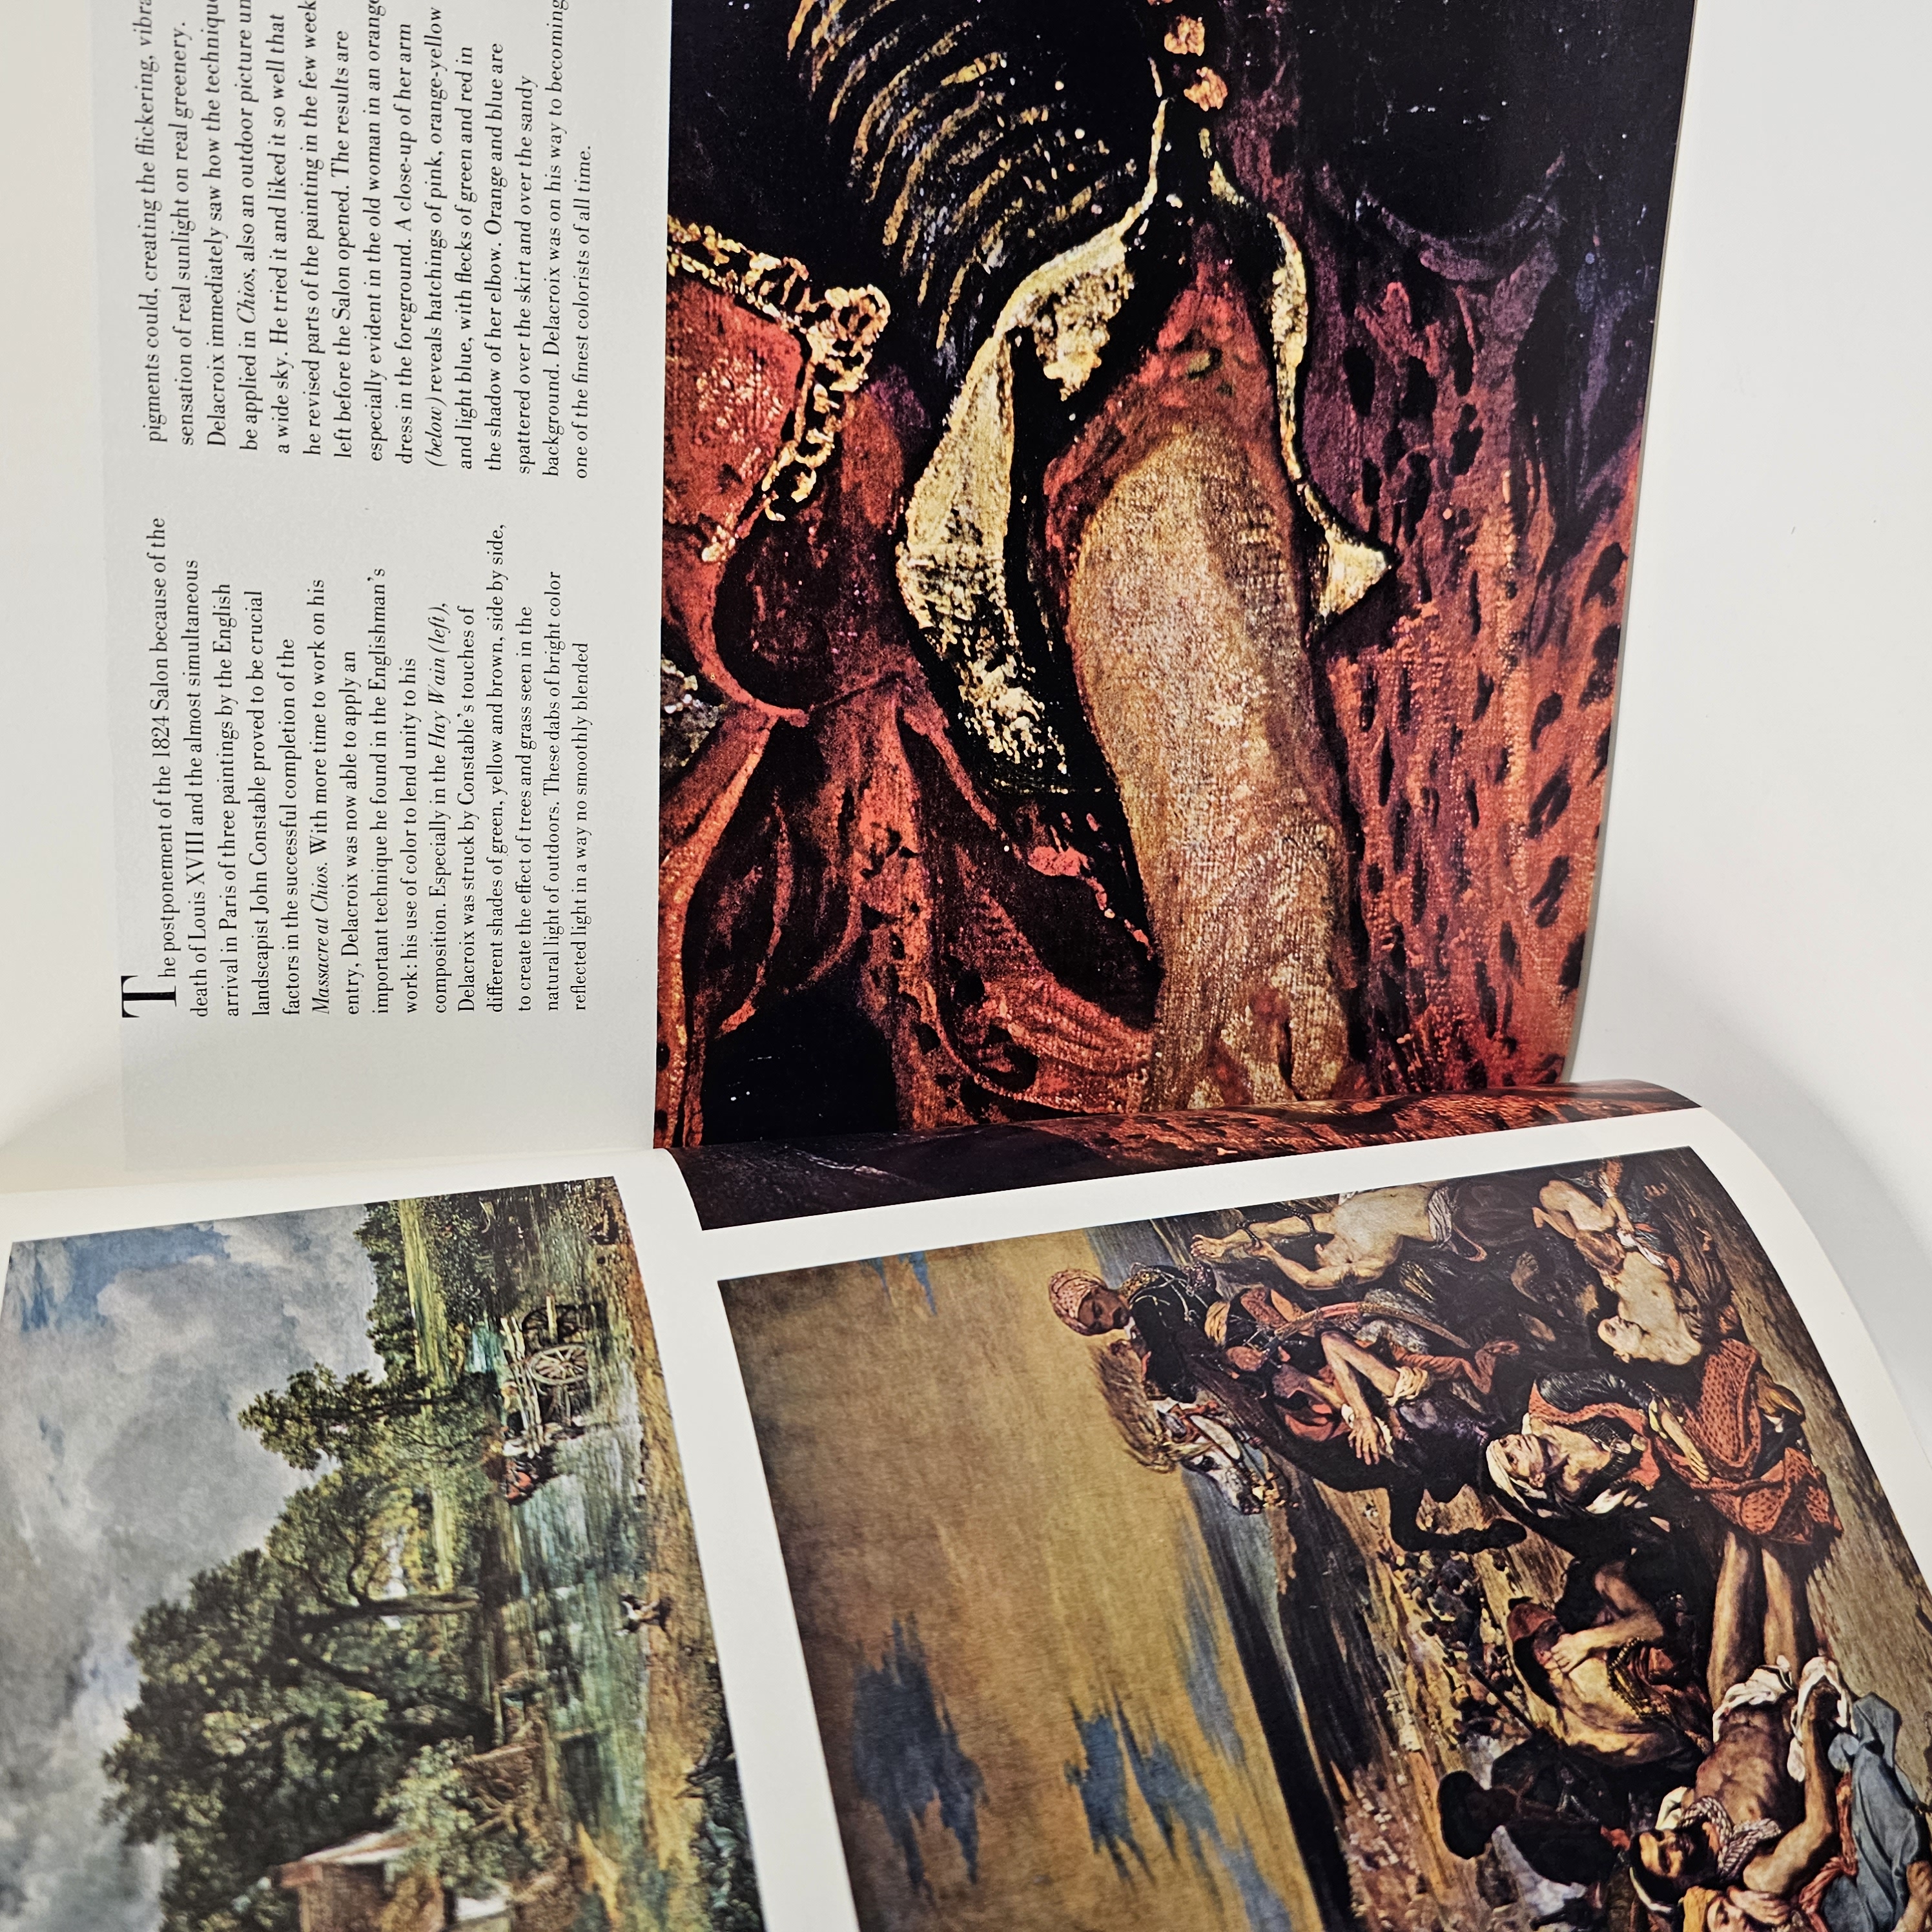 The postponement of the 1824 Salon because of the
death of Louis XVIII and the almost simultaneous
arrival in Paris of three paintings by the English
landscapist John Constable proved to be crucial
factors in the successful completion of the
Massacre at Chios. With more time to work on his
entry, Delacroix was now able to apply an
important technique he found in the Englishman's
work: his use of color to lend unity to his
composition. Especially in the Hay Wain (left),
Delacroix was struck by Constable's touches of
different shades of green, yellow and brown, side by side,
to create the effect of trees and grass seen in the
natural light of outdoors. These dabs of bright color
reflected light in a way no smoothly blended
pigments could, creating the flickering,
sensation of real sunlight on real greenery.
Delacroix immediately saw how the technique
be applied in Chios, also an outdoor picture
a wide sky. He tried it and liked it so well that
he revised parts of the painting in the few
left before the Salon opened. The results are
especially evident in the old woman in an orange
dress in the foreground. A close-up of her arm
(below) reveals hatchings of pink, orange-yellow
and light blue, with flecks of green and red in
the shadow of her elbow. Orange and blue are
spattered over the skirt and over the sandy
background. Delacroix was on his way to becoming
one of the finest colorists of all time.